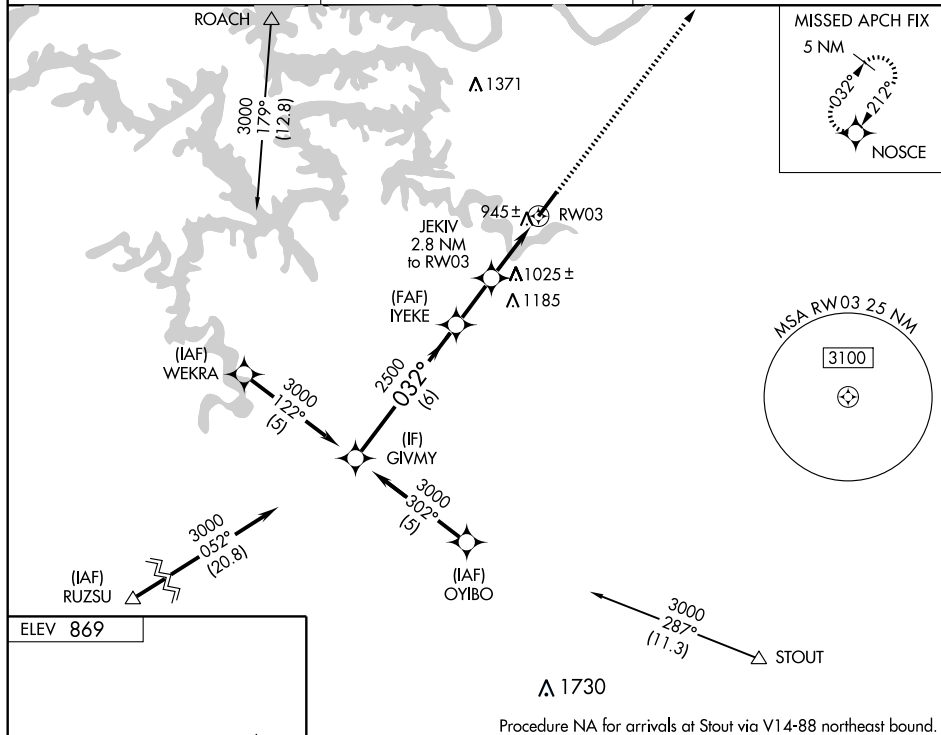 ROACH
MISSED APCH FIX
5 NM
032°
212°
NOSCE
3000
179°
(12.8)
1371
945±
RW03
JEKIV
2.8 NM
to RW03
1025±
1185
(FAF)
IYEKE
MSA RW03 25 NM
3100
(IAF)
WEKRA
3000
122°
(5)
2500
032°
(6)
(IF)
GIVMY
3000
302°
(5)
(IAF)
OYIBO
3000
052°
(20.8)
(IAF)
RUZSU
3000
287°
(11.3)
STOUT
ELEV 869
1730
Procedure NA for arrivals at Stout via V14-88 northeast bound.